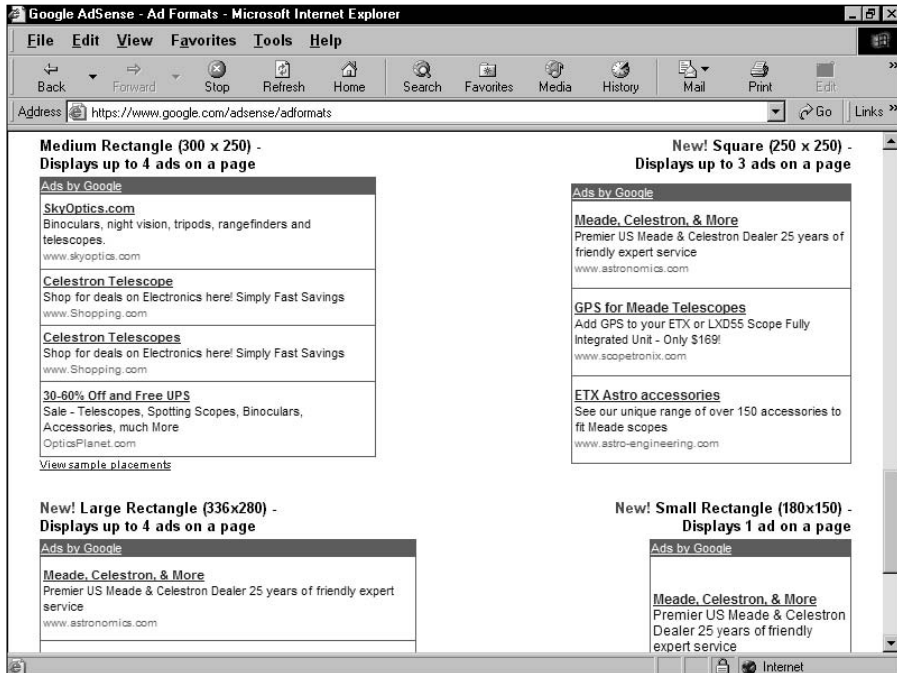 Google AdSense - Ad Formats - Microsoft Internet Explorer
File Edit View Favorites Tools Help
Back Forward Stop Refresh Home Search Favorites Media History Mail Print Edit »
Address https://www.google.com/adsense/adformats Go Links »
Medium Rectangle (300 x 250) -
Displays up to 4 ads on a page
Ads by Google
SkyOptics.com
Binoculars, night vision, tripods, rangefinders and
telescopes.
www.skyoptics.com
Celestron Telescope
Shop for deals on Electronics here! Simply Fast Savings
www.Shopping.com
Celestron Telescopes
Shop for deals on Electronics here! Simply Fast Savings
www.Shopping.com
30-60% Off and Free UPS
Sale - Telescopes, Spotting Scopes, Binoculars,
Accessories, much More
OpticsPlanet.com
View sample placements
New! Square (250 x 250) -
Displays up to 3 ads on a page
Ads by Google
Meade, Celestron, & More
Premier US Meade & Celestron Dealer 25 years of
friendly expert service
www.astronomics.com
GPS for Meade Telescopes
Add GPS to your ETX or LXD55 Scope Fully
Integrated Unit - Only $169!
www.scopetronix.com
ETX Astro accessories
See our unique range of over 150 accessories to
fit Meade scopes
www.astro-engineering.com
New! Large Rectangle (336x280) -
Displays up to 4 ads on a page
Ads by Google
Meade, Celestron, & More
Premier US Meade & Celestron Dealer 25 years of friendly expert
service
www.astronomics.com
New! Small Rectangle (180x150) -
Displays 1 ad on a page
Ads by Google
Meade, Celestron, & More
Premier US Meade & Celestron
Dealer 25 years of friendly
expert service
Internet